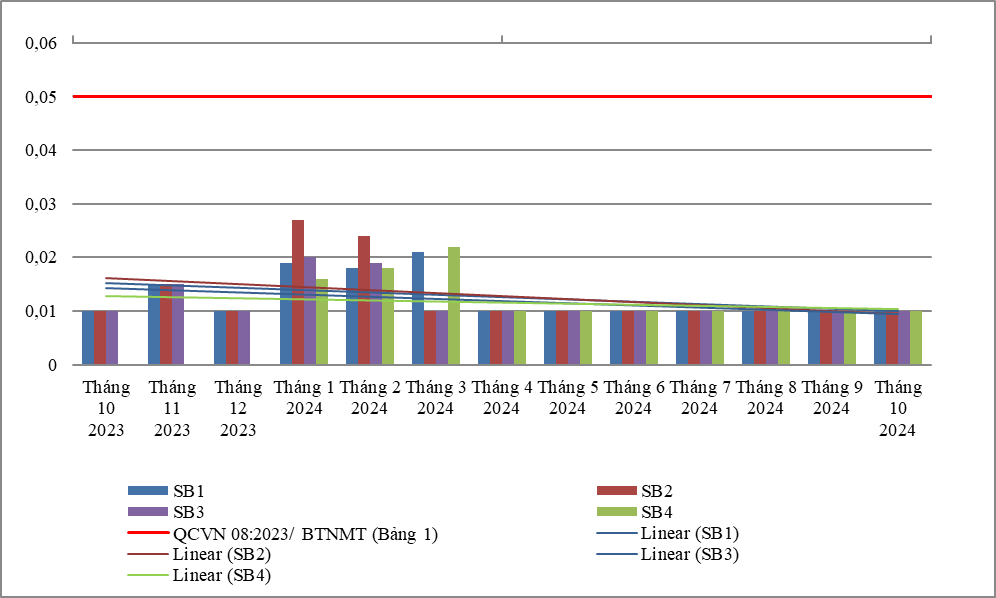 0,06
0,05
0,04
0,03
0,02
0,01
0
Tháng
10
2023
Tháng
11
2023
Tháng
12
2023
Tháng 1
2024
Tháng 2
2024
Tháng 3
2024
Tháng 4
2024
Tháng 5
2024
Tháng 6
2024
Tháng 7
2024
Tháng 8
2024
Tháng 9
2024
Tháng
10
2024
SB1
SB2
SB3
SB4
QCVN 08:2023/ BTNMT (Bảng 1)
Linear (SB1)
Linear (SB2)
Linear (SB3)
Linear (SB4)